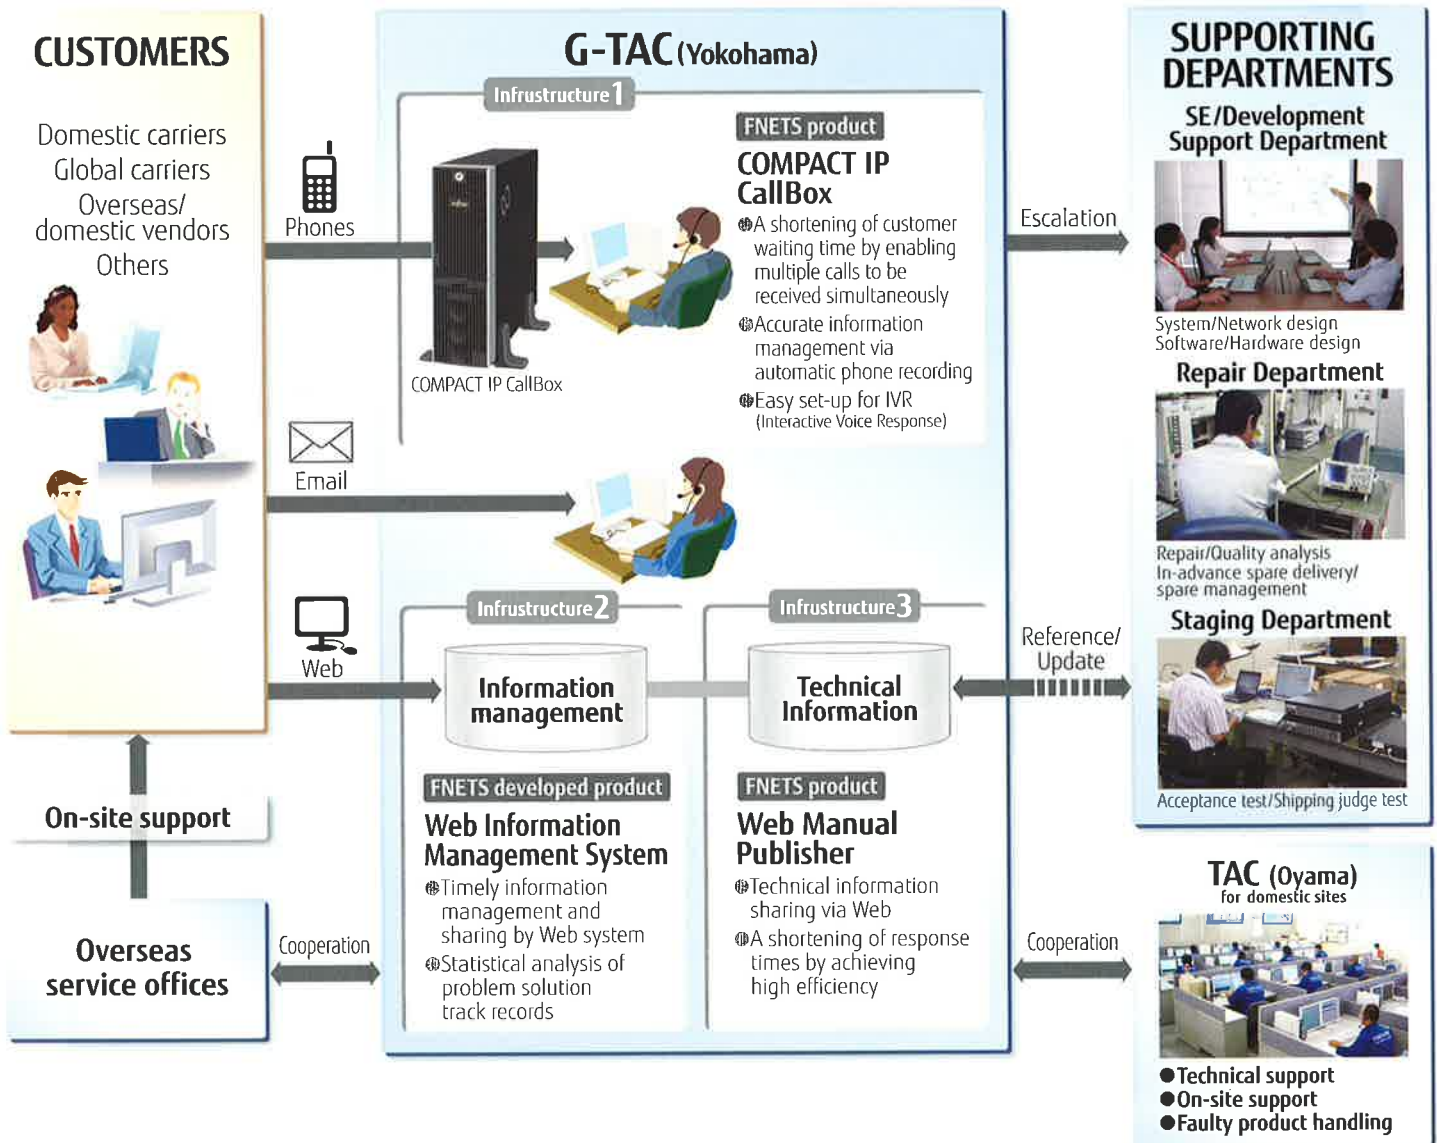 CUSTOMERS
Domestic carriers
Global carriers
Overseas/
domestic vendors
Others
Phones
Email
Web
On-site support
Overseas
service offices
Cooperation
G-TAC (Yokohama)
Infrustructure 1
COMPACT IP CallBox
FNETS product
COMPACT IP
CallBox
A shortening of customer
waiting time by enabling
multiple calls to be
received simultaneously
Accurate information
management via
automatic phone recording
Easy set-up for IVR
(Interactive Voice Response)
Infrustructure 2
Information
management
FNETS developed product
Web Information
Management System
Timely information
management and
sharing by Web system
Statistical analysis of
problem solution
track records
Infrustructure 3
Technical
Information
FNETS product
Web Manual
Publisher
Technical information
sharing via Web
A shortening of response
times by achieving
high efficiency
Escalation
Reference/
Update
Cooperation
SUPPORTING
DEPARTMENTS
SE/Development
Support Department
System/Network design
Software/Hardware design
Repair Department
Repair/Quality analysis
In-advance spare delivery/
spare management
Staging Department
Acceptance test/Shipping judge test
TAC (Oyama)
for domestic sites
●Technical support
●On-site support
●Faulty product handling